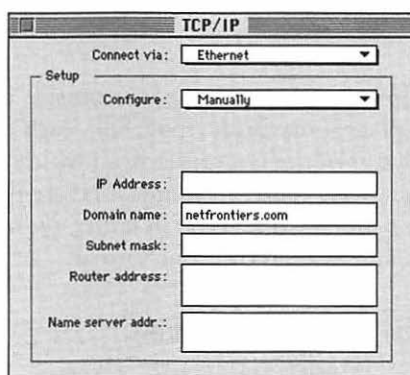 TCP/IP
Connect via: Ethernet
Setup
Configure: Manually
IP Address:
Domain name: netfrontiers.com
Subnet mask:
Router address:
Name server addr.: